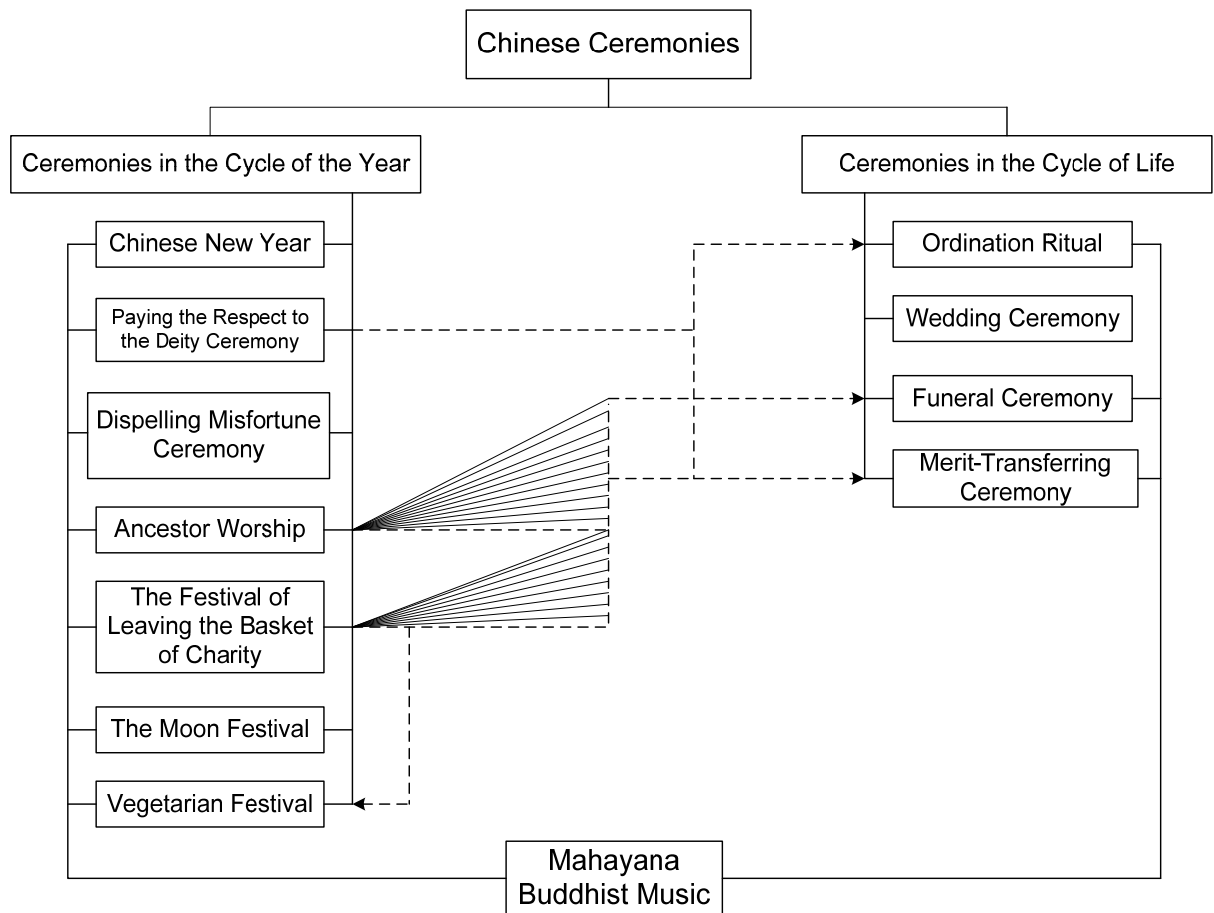 Chinese Ceremonies
Ceremonies in the Cycle of the Year
Ceremonies in the Cycle of Life
Chinese New Year
Paying the Respect to
the Deity Ceremony
Dispelling Misfortune
Ceremony
Ancestor Worship
The Festival of
Leaving the Basket
of Charity
The Moon Festival
Vegetarian Festival
Ordination Ritual
Wedding Ceremony
Funeral Ceremony
Merit-Transferring
Ceremony
Mahayana
Buddhist Music